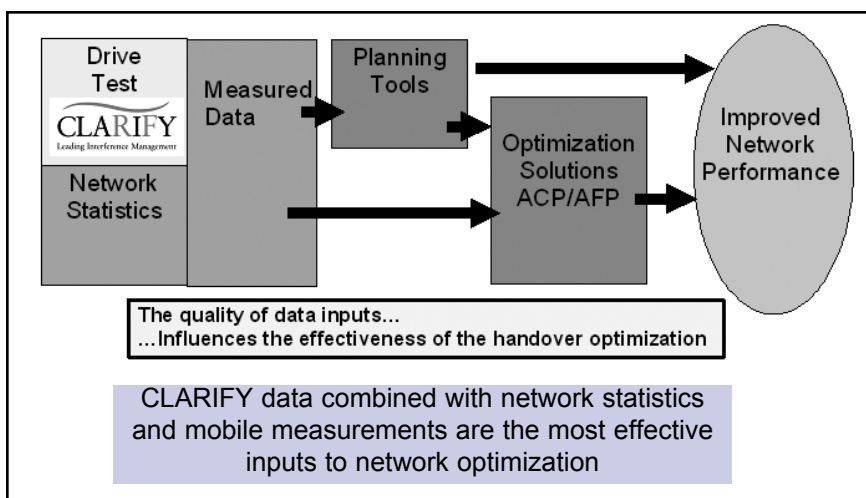 Drive
Test
CLARIFY
Leading Interference Management
Network
Statistics
Measured
Data
Planning
Tools
Optimization
Solutions
ACP/AFP
Improved
Network
Performance
The quality of data inputs...
...Influences the effectiveness of the handover optimization
CLARIFY data combined with network statistics
and mobile measurements are the most effective
inputs to network optimization